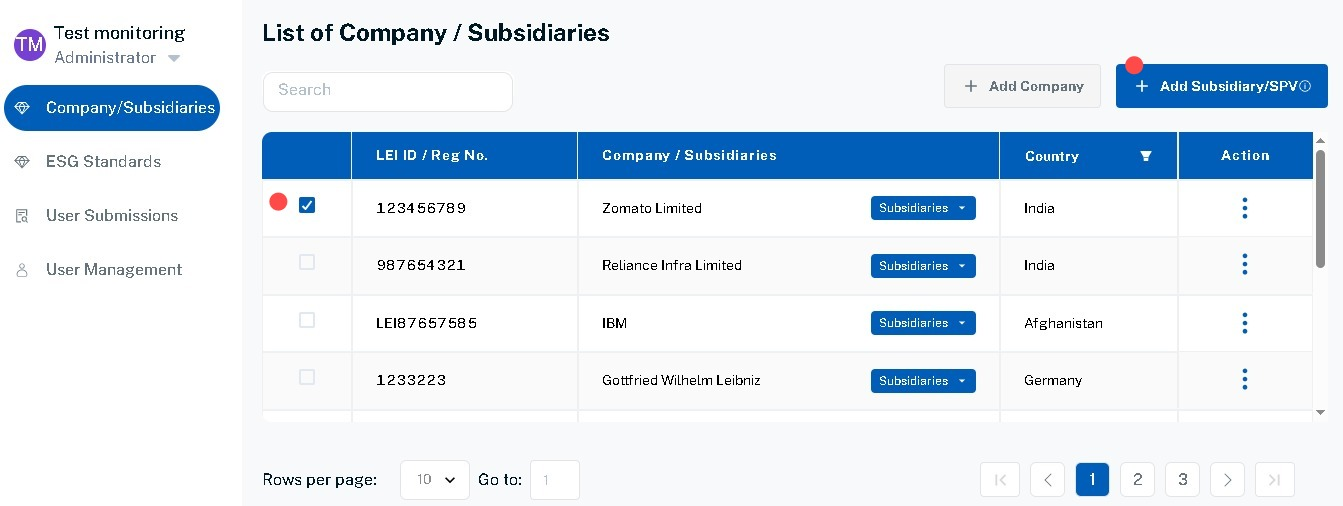 TM
Test monitoring
Administrator
Company/Subsidiaries
ESG Standards
User Submissions
User Management
List of Company / Subsidiaries
Search
+ Add Company
+ Add Subsidiary/SPV
LEI ID / Reg No. Company / Subsidiaries Country Action
123456789 Zomato Limited Subsidiaries India
987654321 Reliance Infra Limited Subsidiaries India
LEI87657585 IBM Subsidiaries Afghanistan
1233223 Gottfried Wilhelm Leibniz Subsidiaries Germany
Rows per page: 10 Go to: 1 1 2 3